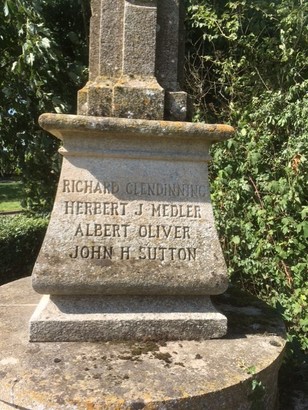 RICHARD CLENDINNING
HERBERT J MEDLER
ALBERT OLIVER
JOHN H. SUTTON